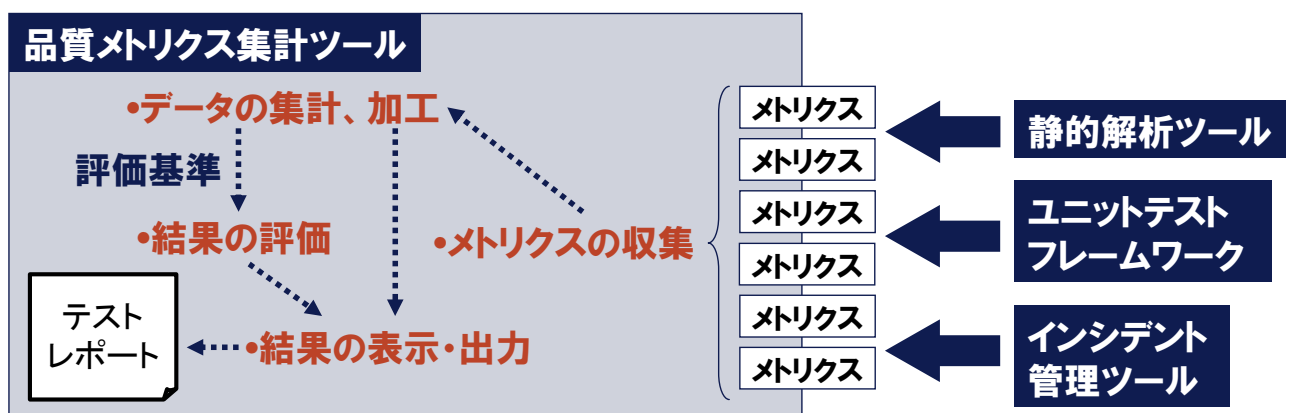 品質メトリクス集計ツール
•データの集計、加工
評価基準
•結果の評価
•メトリクスの収集
•結果の表示・出力
テスト
レポート
メトリクス
メトリクス
メトリクス
メトリクス
メトリクス
メトリクス
静的解析ツール
ユニットテスト
フレームワーク
インシデント
管理ツール